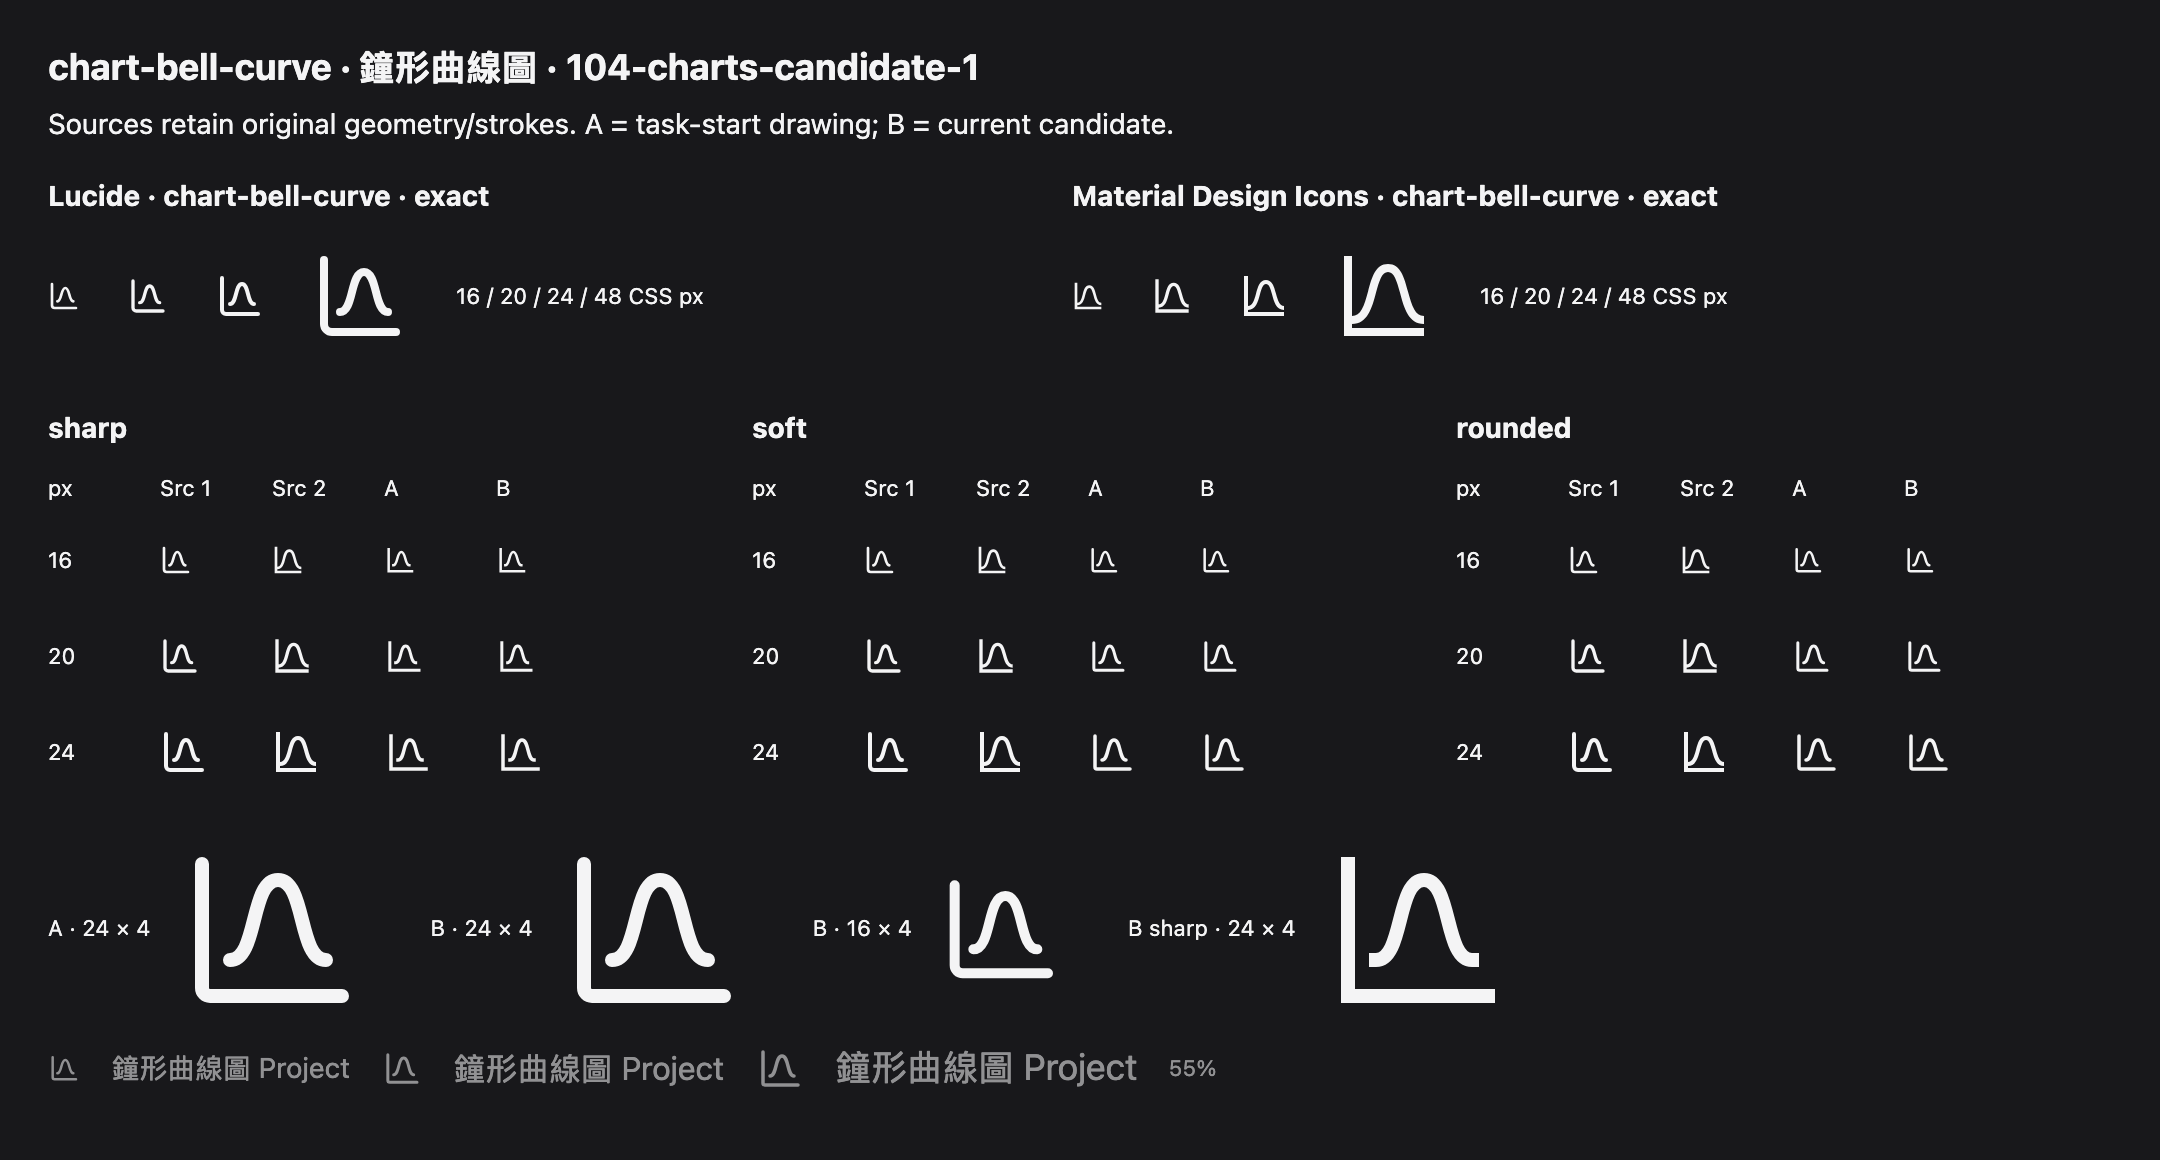 chart-bell-curve · 鐘形曲線圖 · 104-charts-candidate-1
Sources retain original geometry/strokes. A = task-start drawing; B = current candidate.
Lucide · chart-bell-curve · exact
16 / 20 / 24 / 48 CSS px
Material Design Icons · chart-bell-curve · exact
16 / 20 / 24 / 48 CSS px
sharp
px Src 1 Src 2 A B
16
20
24
soft
px Src 1 Src 2 A B
16
20
24
rounded
px Src 1 Src 2 A B
16
20
24
A · 24 × 4
B · 24 × 4
B · 16 × 4
B sharp · 24 × 4
鐘形曲線圖 Project
鐘形曲線圖 Project
鐘形曲線圖 Project
55%